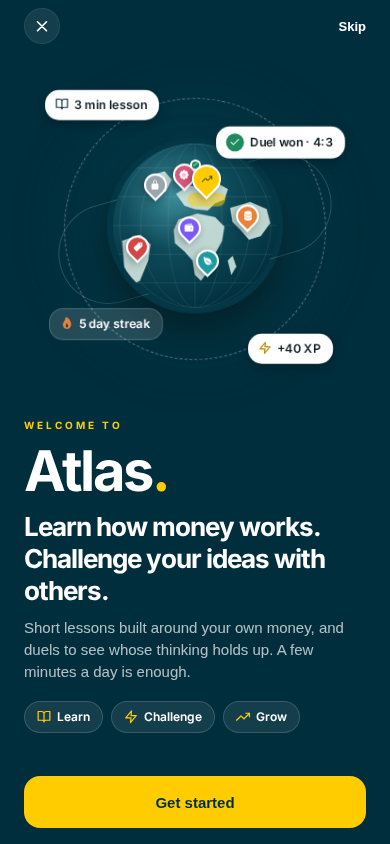 Skip
3 min lesson
Duel won · 4:3
5 day streak
+40 XP
WELCOME TO
Atlas.
Learn how money works.
Challenge your ideas with
others.
Short lessons built around your own money, and
duels to see whose thinking holds up. A few
minutes a day is enough.
Learn
Challenge
Grow
Get started